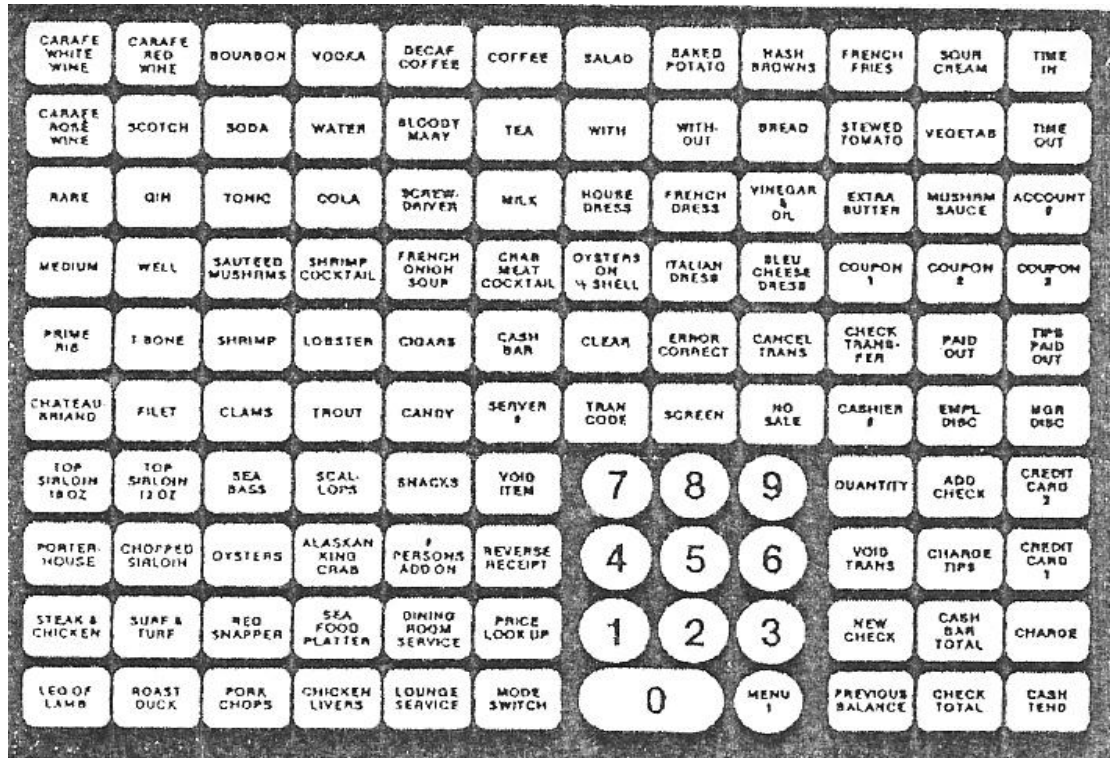 CARAFE WHITE WINE
CARAFE RED WINE
BOURBON
VODKA
DECAF COFFEE
COFFEE
SALAD
BAKED POTATO
HASH BROWNS
FRENCH FRIES
SOUR CREAM
TIME IN
CARAFE ROSÉ WINE
SCOTCH
SODA
WATER
BLOODY MARY
TEA
WITH
WITH-OUT
BREAD
STEWED TOMATO
VEGETAB
TIME OUT
RARE
GIN
TONIC
COLA
SCREW-DRIVER
MILK
HOUSE DRESS
FRENCH DRESS
VINEGAR & OIL
EXTRA BUTTER
MUSHRM SAUCE
ACCOUNT #
MEDIUM
WELL
SAUTEED MUSHRMS
SHRIMP COCKTAIL
FRENCH ONION SOUP
CRAB MEAT COCKTAIL
OYSTERS ON ½ SHELL
ITALIAN DRESS
BLEU CHEESE DRESS
COUPON 1
COUPON 2
COUPON 3
PRIME RIB
T BONE
SHRIMP
LOBSTER
CIGARS
CASH BAR
CLEAR
ERROR CORRECT
CANCEL TRANS
CHECK TRANS-FER
PAID OUT
TIPS PAID OUT
CHATEAU-BRIAND
FILET
CLAMS
TROUT
CANDY
SERVER #
TRAN CODE
SCREEN
NO SALE
CASHIER #
EMPL DISC
MGR DISC
TOP SIRLOIN 18 OZ
TOP SIRLOIN 12 OZ
SEA BASS
SCAL-LOPS
SNACKS
VOID ITEM
7
8
9
QUANTITY
ADD CHECK
CREDIT CARD 2
PORTER-HOUSE
CHOPPED SIRLOIN
OYSTERS
ALASKAN KING CRAB
# PERSONS ADD ON
REVERSE RECEIPT
4
5
6
VOID TRANS
CHARGE TIPS
CREDIT CARD 1
STEAK & CHICKEN
SURF & TURF
RED SNAPPER
SEA FOOD PLATTER
DINING ROOM SERVICE
PRICE LOOK UP
1
2
3
NEW CHECK
CASH BAR TOTAL
CHARGE
LEG OF LAMB
ROAST DUCK
PORK CHOPS
CHICKEN LIVERS
LOUNGE SERVICE
MODE SWITCH
0
MENU 1
PREVIOUS BALANCE
CHECK TOTAL
CASH TEND